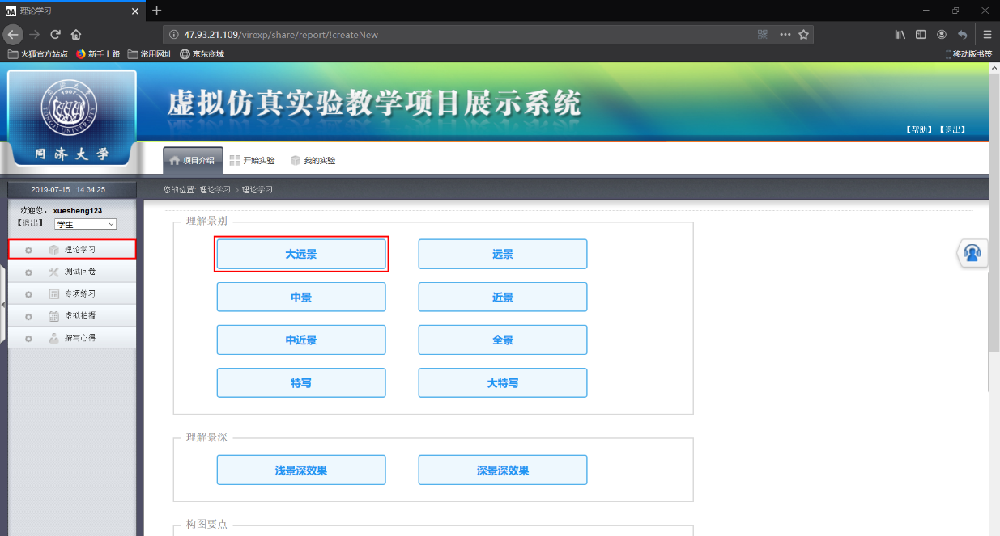 理论学习
47.93.21.109/virexp/share/report/!createNew
火狐官方站点 新手上路 常用网址 京东商城 移动版书签
1907
TONGJI UNIVERSITY
同济大学
虚拟仿真实验教学项目展示系统
【帮助】【退出】
项目介绍 开始实验 我的实验
2019-07-15 14:34:25
您的位置: 理论学习 > 理论学习
欢迎您，xuesheng123
【退出】 学生
理论学习
测试问卷
专项练习
虚拟拍摄
撰写心得
理解景别
大远景 远景
中景 近景
中近景 全景
特写 大特写
理解景深
浅景深效果 深景深效果
构图要点